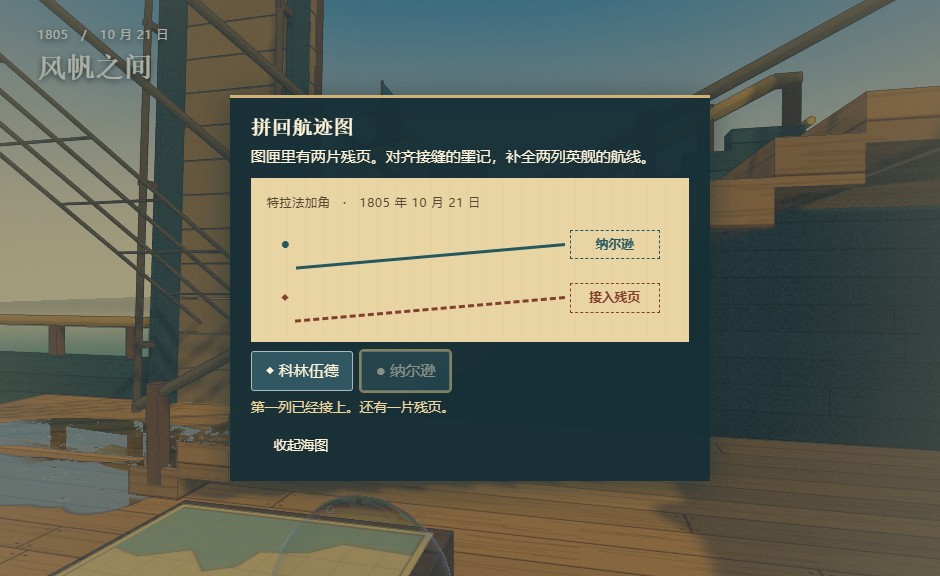 1805 / 10 月 21 日
风帆之间
拼回航迹图
图匣里有两片残页。对齐接缝的墨记，补全两列英舰的航线。
特拉法加角 · 1805 年 10 月 21 日
纳尔逊
接入残页
科林伍德
纳尔逊
第一列已经接上。还有一片残页。
收起海图